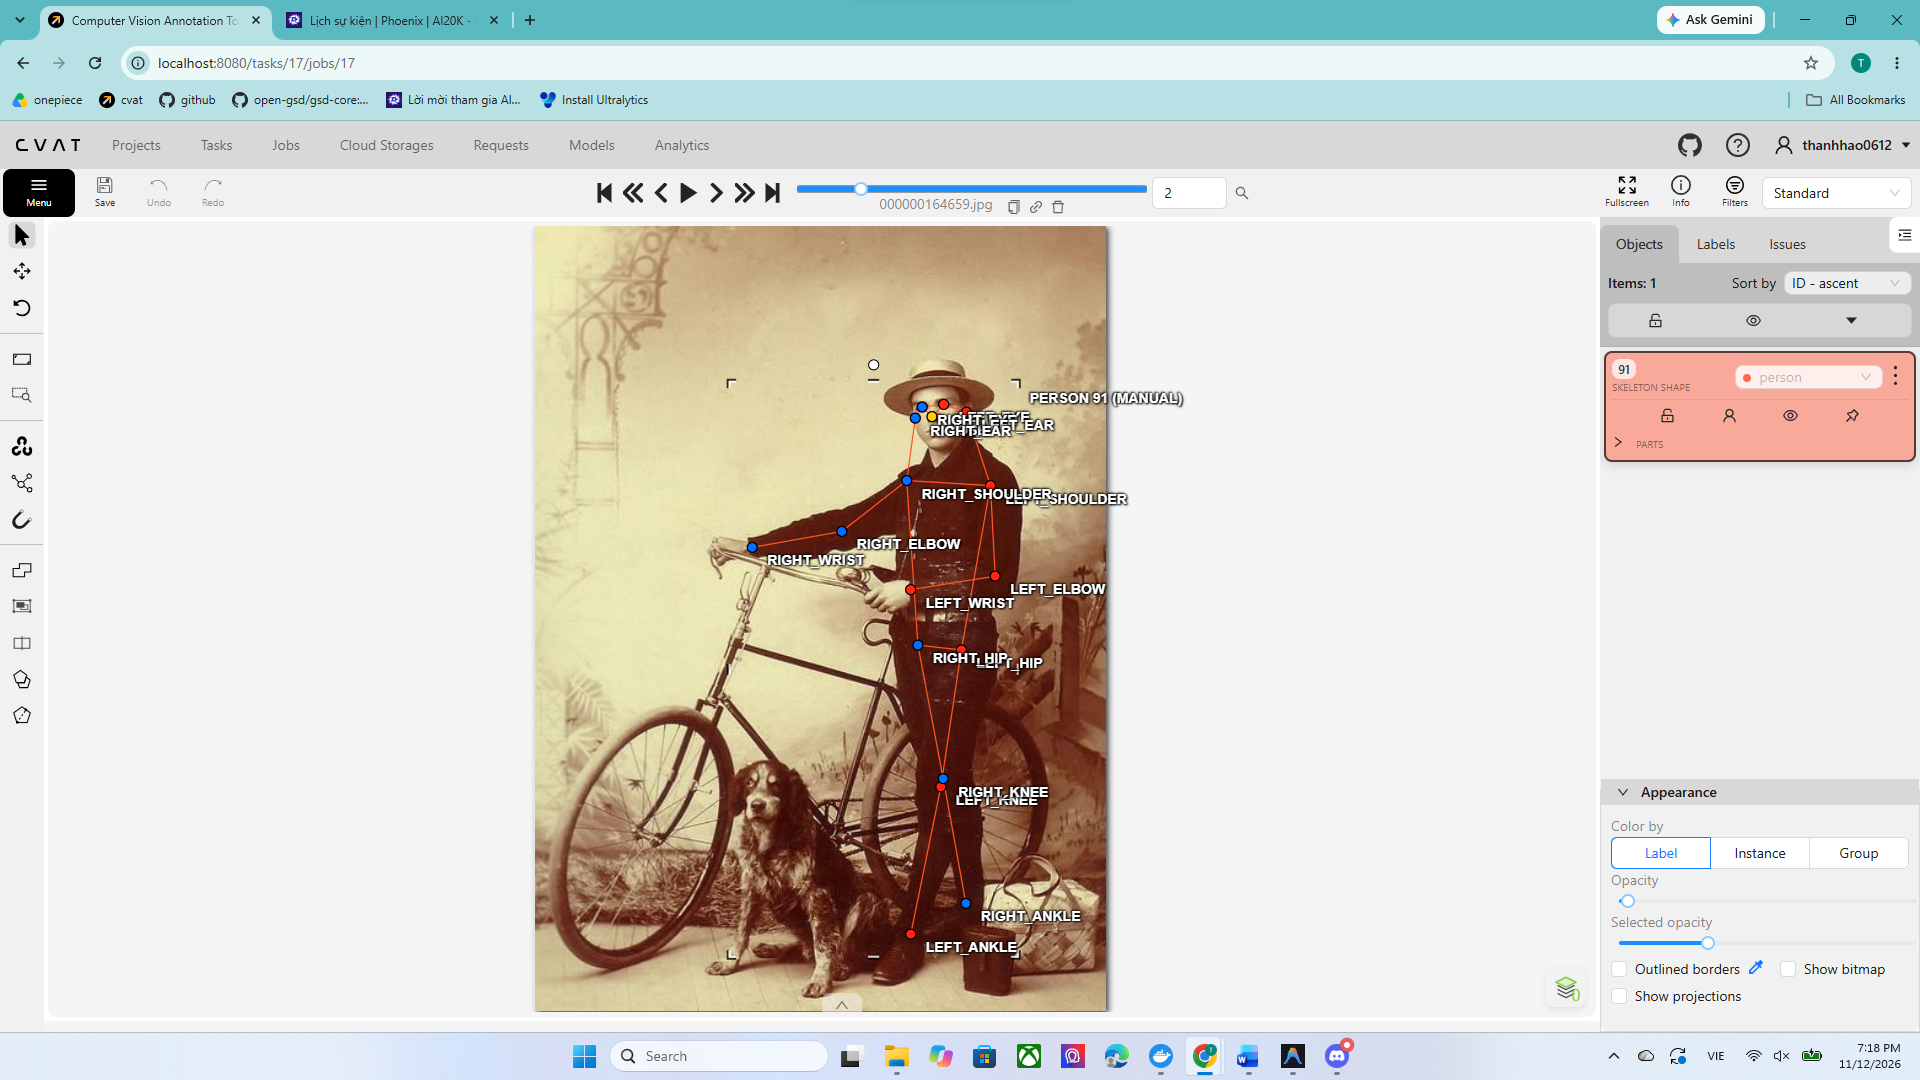 Computer Vision Annotation To
Lịch sự kiện | Phoenix | AI20K -
Ask Gemini
localhost:8080/tasks/17/jobs/17
T
onepiece
cvat
github
open-gsd/gsd-core:...
Lời mời tham gia AI...
Install Ultralytics
All Bookmarks
CVAT
Projects
Tasks
Jobs
Cloud Storages
Requests
Models
Analytics
thanhhao0612
Menu
Save
Undo
Redo
000000164659.jpg
2
Fullscreen
Info
Filters
Standard
Objects
Labels
Issues
Items: 1
Sort by
ID - ascent
91
SKELETON SHAPE
person
PARTS
PERSON 91 (MANUAL)
RIGHT_EYE
LEFT_EAR
RIGHT_EAR
RIGHT_SHOULDER
LEFT_SHOULDER
RIGHT_ELBOW
RIGHT_WRIST
LEFT_ELBOW
LEFT_WRIST
RIGHT_HIP
LEFT_HIP
RIGHT_KNEE
LEFT_KNEE
RIGHT_ANKLE
LEFT_ANKLE
Appearance
Color by
Label
Instance
Group
Opacity
Selected opacity
Outlined borders
Show bitmap
Show projections
0
Search
VIE
7:18 PM
11/12/2026